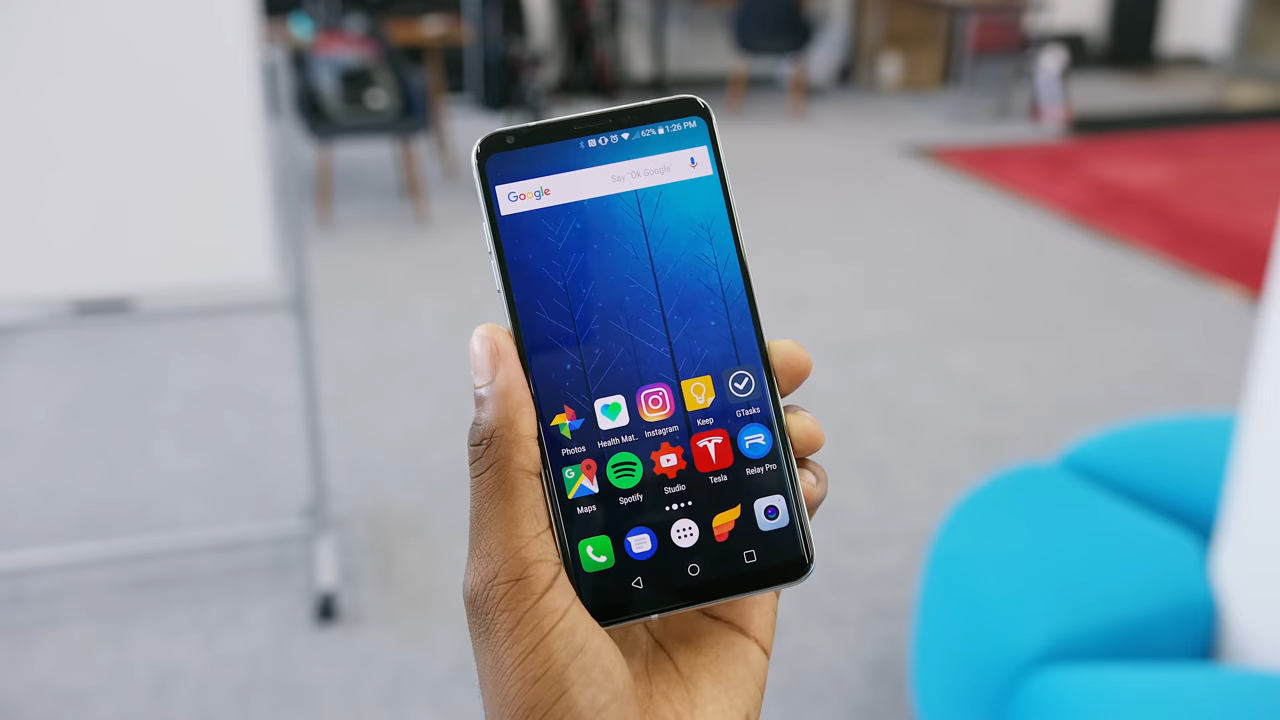 62% 1:26 PM
Google Say "Ok Google"
Photos Health Mat.. Instagram Keep GTasks
G
Maps Spotify Studio Tesla Relay Pro